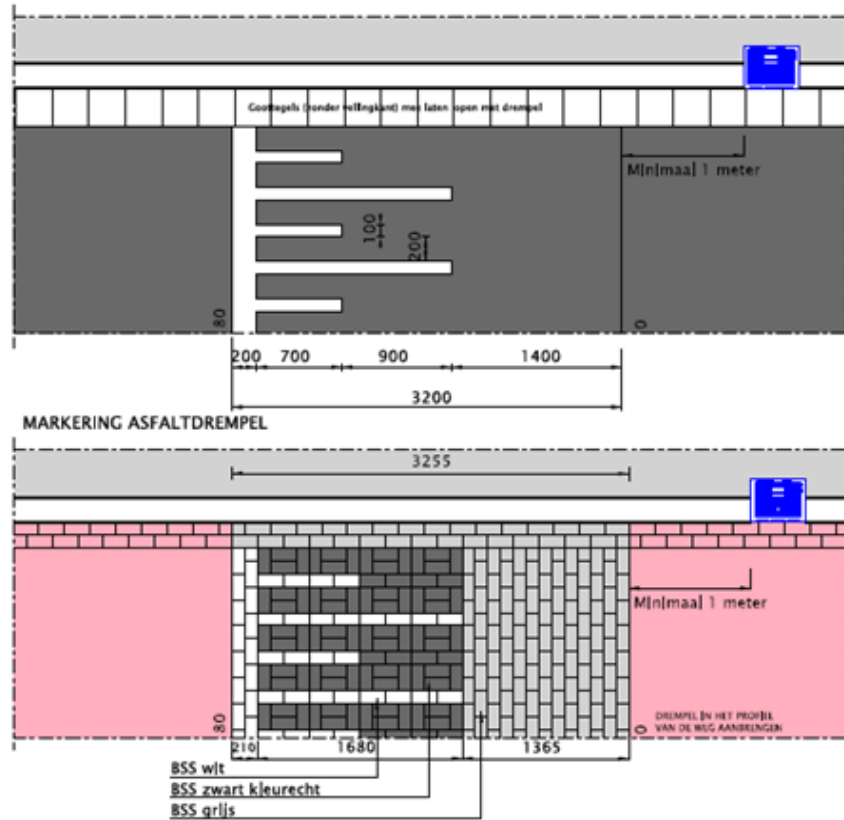 Goottegels (zonder vellingkant) mee laten lopen met drempel
Minimaal 1 meter
100
200
80
0
200 700 900 1400
3200
MARKERING ASFALTDREMPEL
3255
Minimaal 1 meter
80
0
DREMPEL IN HET PROFIEL
VAN DE WEG AANBRENGEN
210 1680 1365
BSS wit
BSS zwart kleurecht
BSS grijs